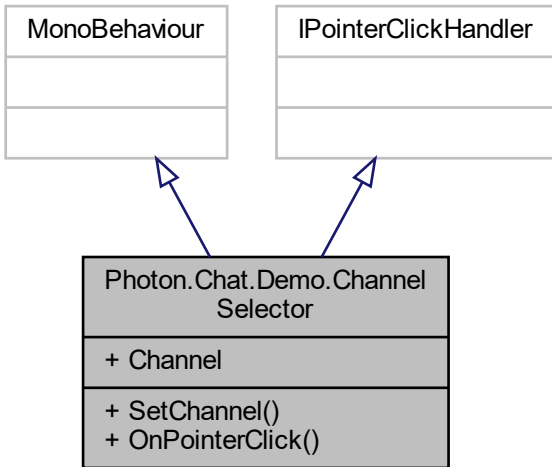 MonoBehaviour
IPointerClickHandler
Photon.Chat.Demo.Channel
Selector
+ Channel
+ SetChannel()
+ OnPointerClick()